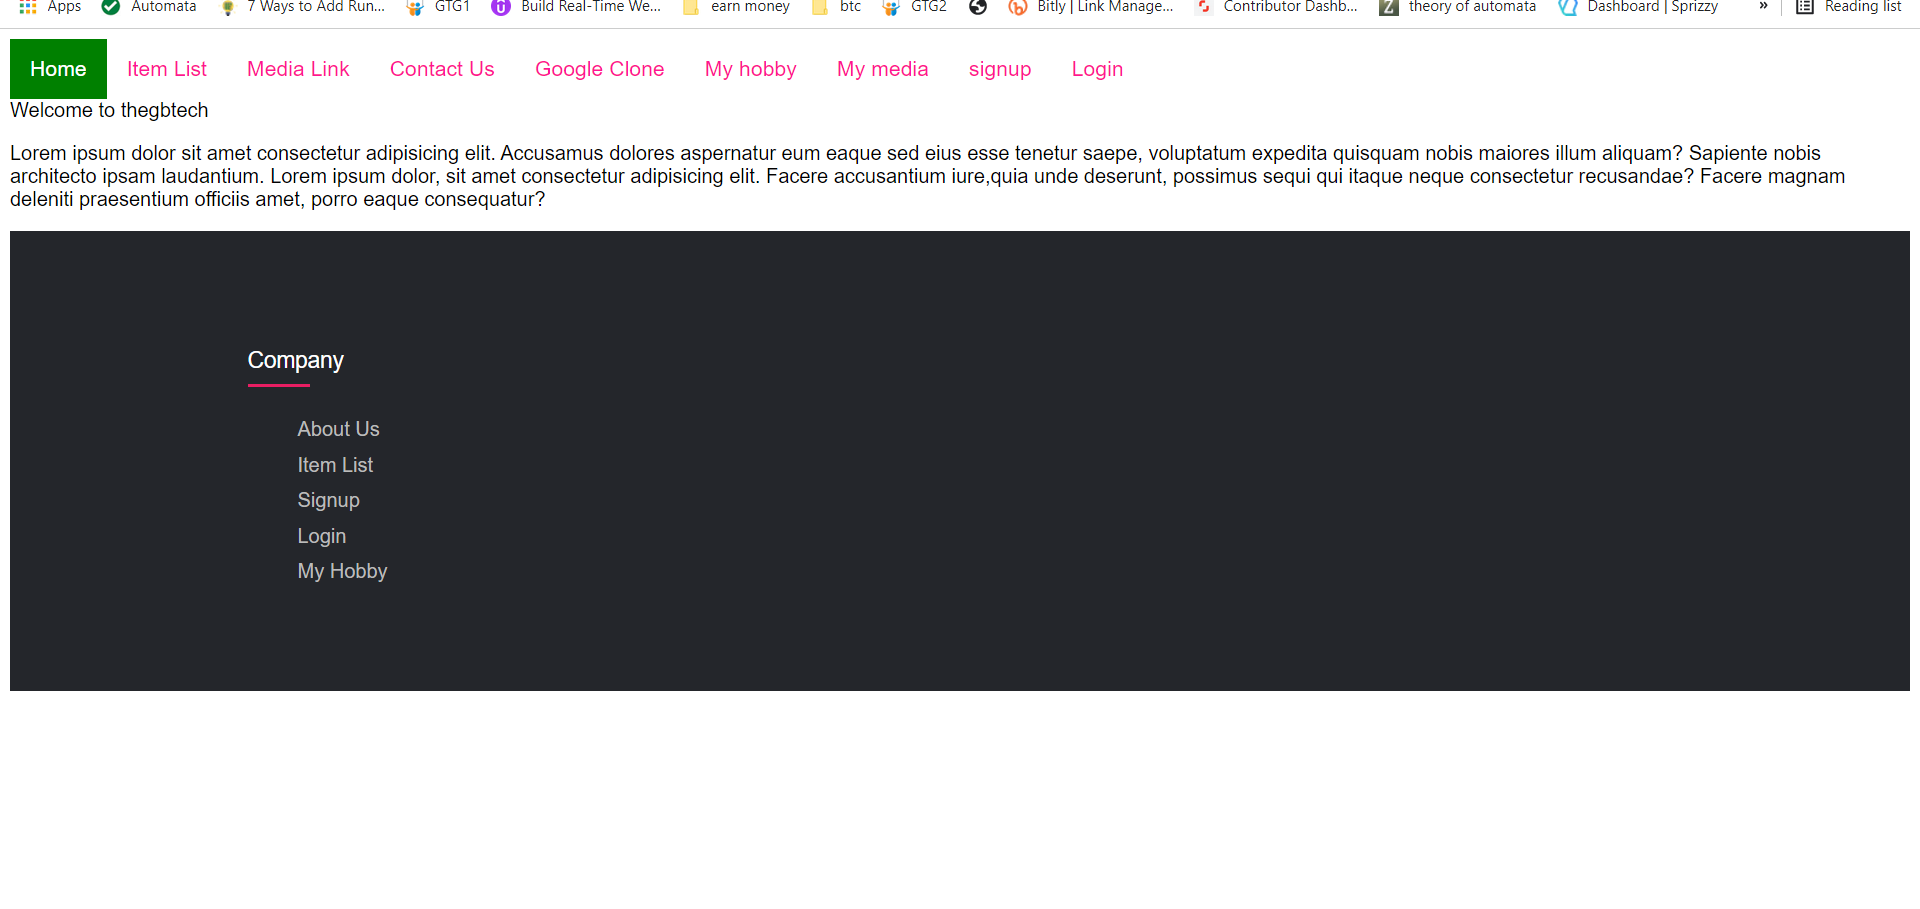 Apps Automata 7 Ways to Add Run... GTG1 Build Real-Time We... earn money btc GTG2 Bitly | Link Manage... Contributor Dashb... theory of automata Dashboard | Sprizzy » Reading list
Home Item List Media Link Contact Us Google Clone My hobby My media signup Login
Welcome to thegbtech
Lorem ipsum dolor sit amet consectetur adipisicing elit. Accusamus dolores aspernatur eum eaque sed eius esse tenetur saepe, voluptatum expedita quisquam nobis maiores illum aliquam? Sapiente nobis
architecto ipsam laudantium. Lorem ipsum dolor, sit amet consectetur adipisicing elit. Facere accusantium iure,quia unde deserunt, possimus sequi qui itaque neque consectetur recusandae? Facere magnam
deleniti praesentium officiis amet, porro eaque consequatur?
Company
About Us
Item List
Signup
Login
My Hobby